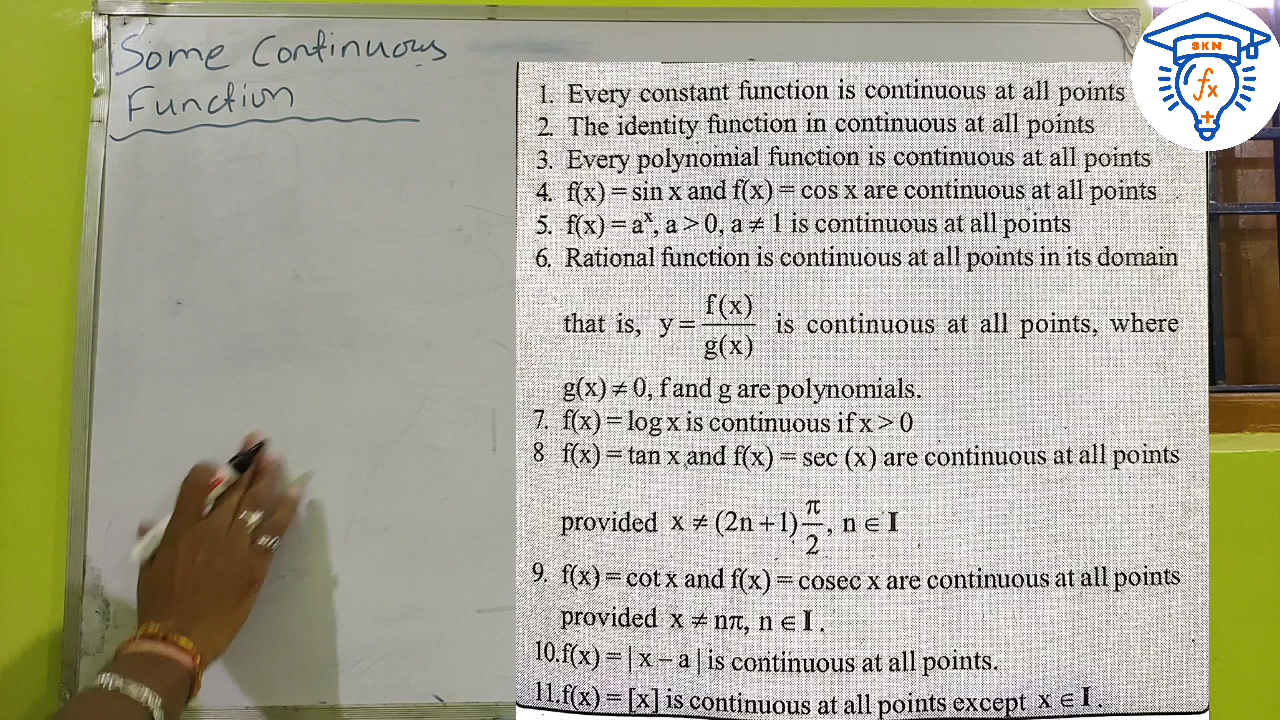 Some Continuous
Function
SKN
fx
+
1. Every constant function is continuous at all points
2. The identity function in continuous at all points
3. Every polynomial function is continuous at all points
4. f(x) = sin x and f(x) = cos x are continuous at all points
5. f(x) = aˣ, a > 0, a ≠ 1 is continuous at all points
6. Rational function is continuous at all points in its domain
that is, y = f(x)/g(x) is continuous at all points, where
g(x) ≠ 0, f and g are polynomials.
7. f(x) = log x is continuous if x > 0
8 f(x) = tan x and f(x) = sec (x) are continuous at all points
provided x ≠ (2n + 1) π/2, n ∈ I
9. f(x) = cot x and f(x) = cosec x are continuous at all points
provided x ≠ nπ, n ∈ I.
10. f(x) = | x – a | is continuous at all points.
11. f(x) = [x] is continuous at all points except x ∈ I.